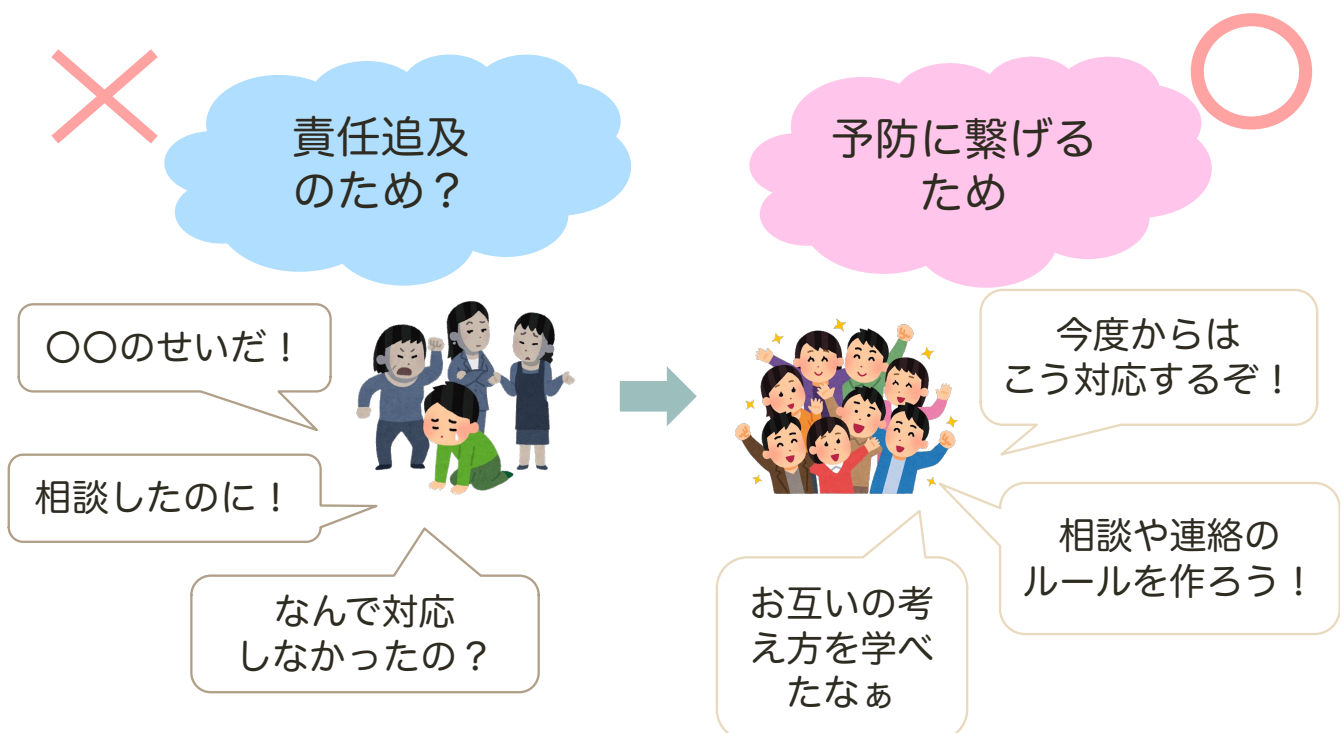 責任追及
のため？
〇〇のせいだ！
相談したのに！
なんで対応
しなかったの？
予防に繋げる
ため
今度からは
こう対応するぞ！
相談や連絡の
ルールを作ろう！
お互いの考
え方を学べ
たなぁ